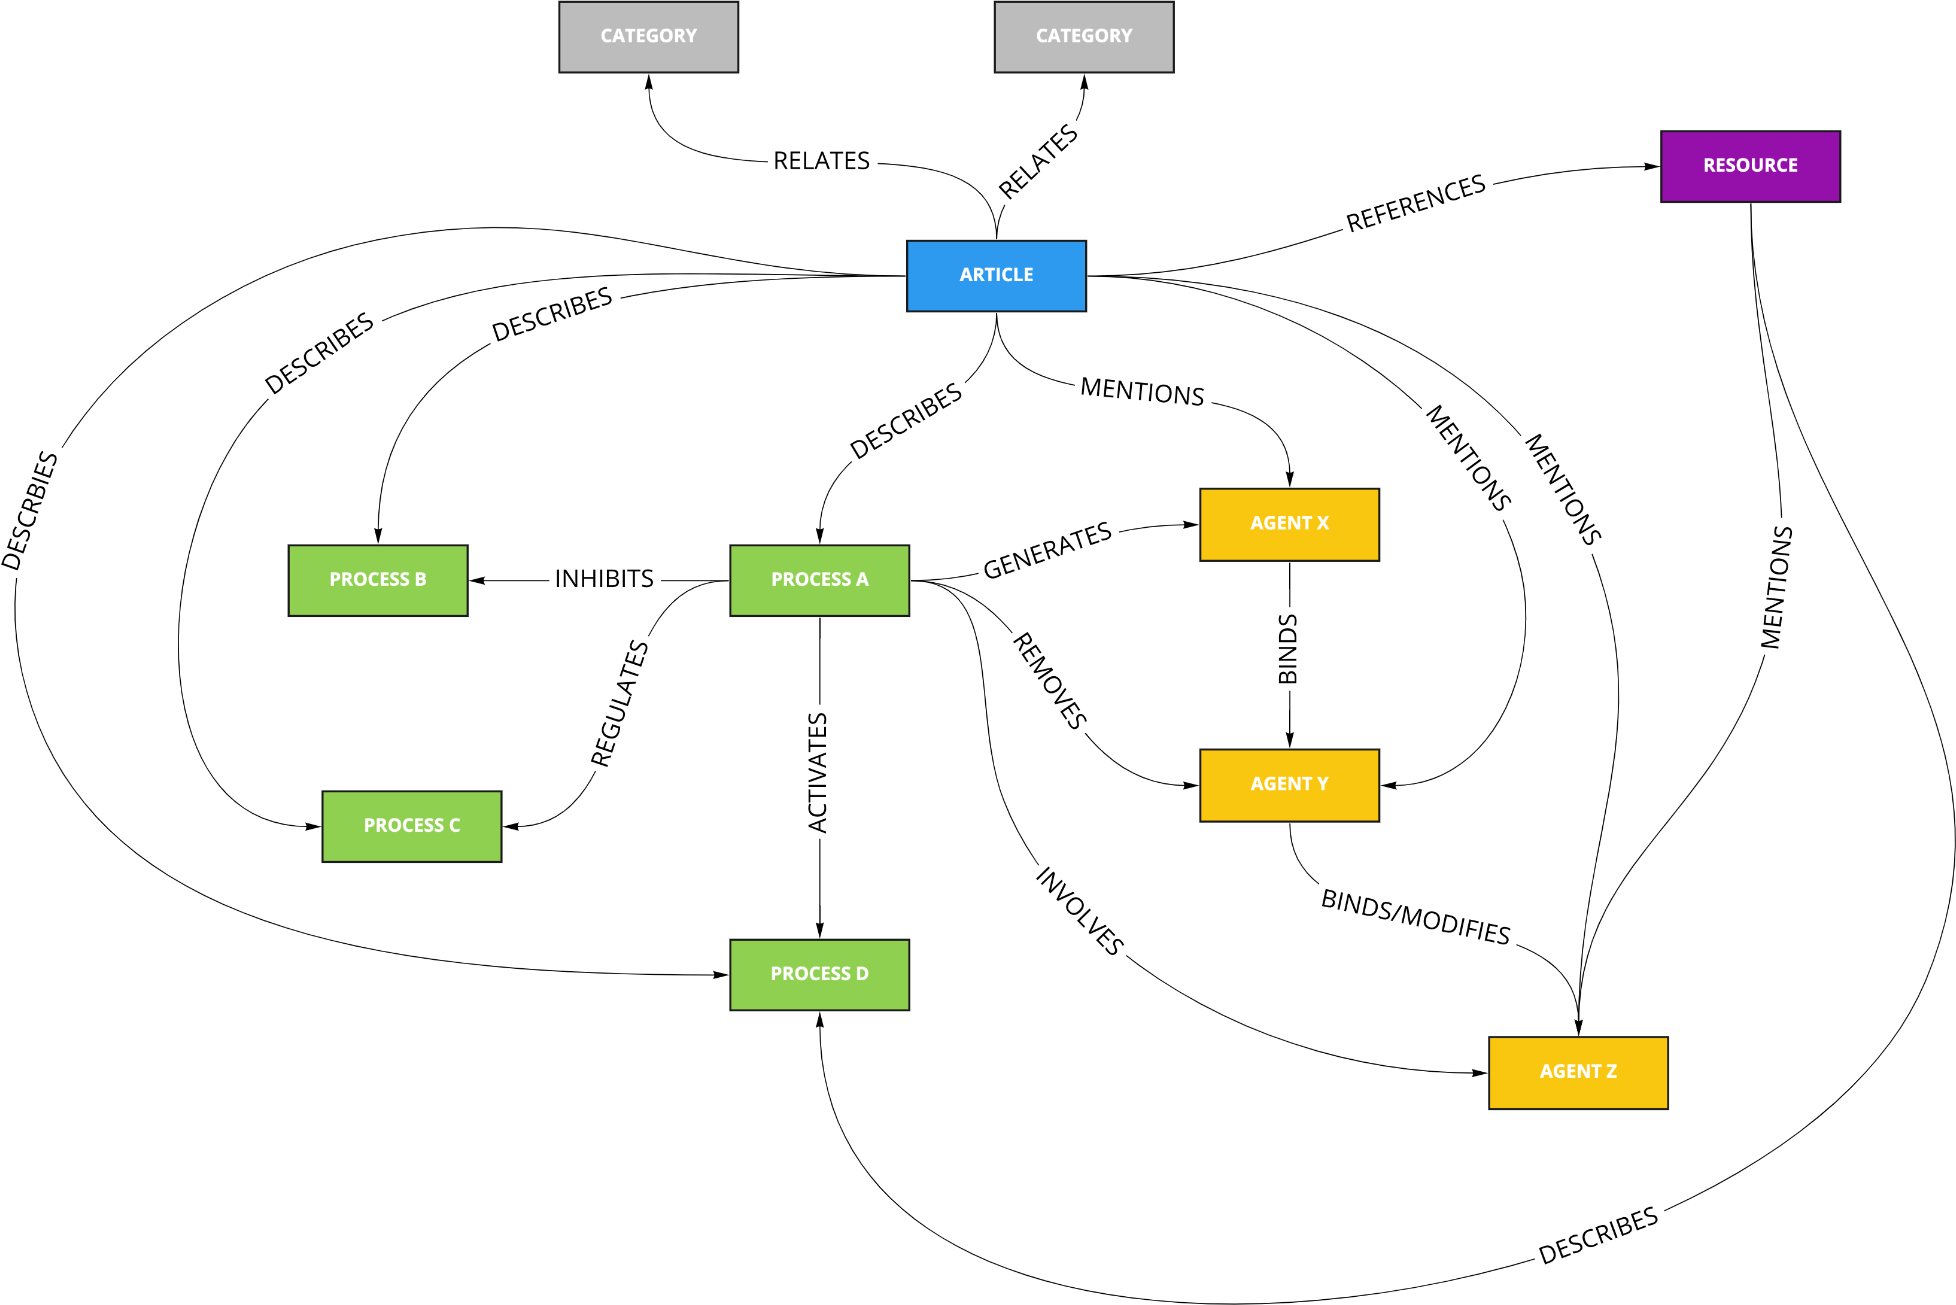 CATEGORY
CATEGORY
RELATES
RELATES
RESOURCE
REFERENCES
ARTICLE
DESCRIBES
DESCRIBES
DESCRIBES
MENTIONS
MENTIONS
MENTIONS
DESCRBIES
AGENT X
GENERATES
PROCESS B
INHIBITS
PROCESS A
MENTIONS
BINDS
REMOVES
REGULATES
ACTIVATES
AGENT Y
PROCESS C
INVOLVES
BINDS/MODIFIES
PROCESS D
AGENT Z
DESCRIBES